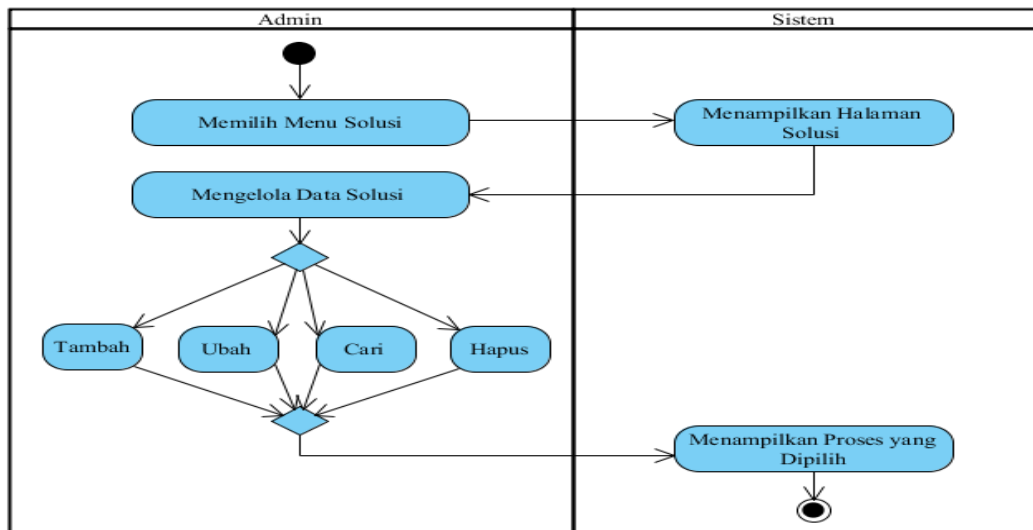 Admin
Sistem
Memilih Menu Solusi
Menampilkan Halaman
Solusi
Mengelola Data Solusi
Tambah
Ubah
Cari
Hapus
Menampilkan Proses yang
Dipilih